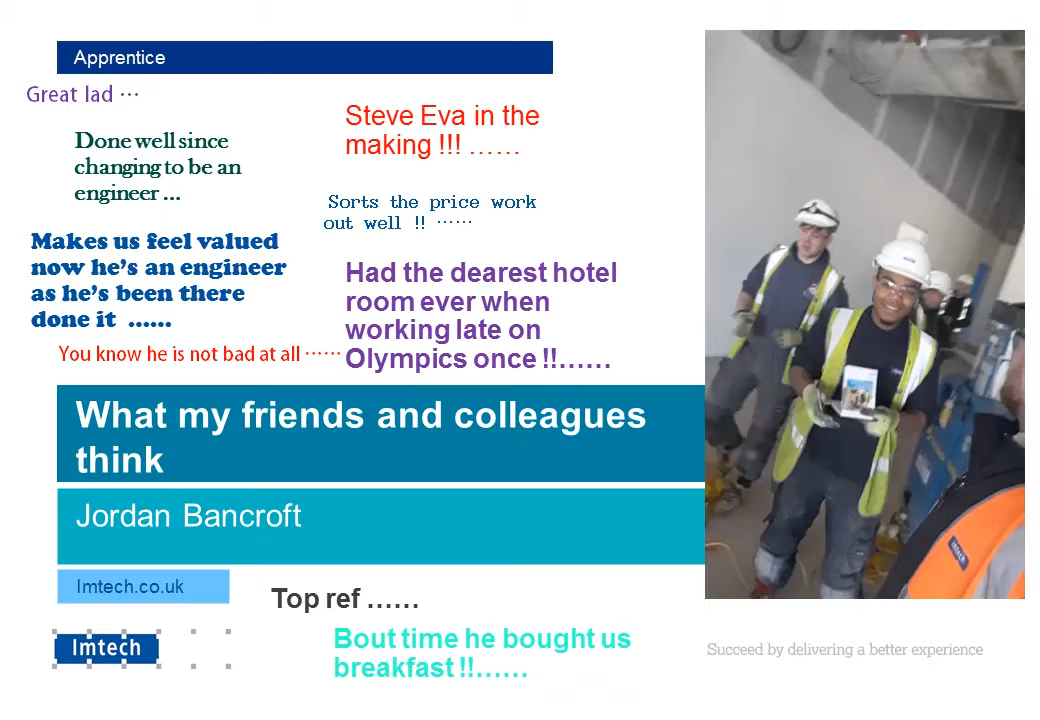 Apprentice
Great lad ...
Steve Eva in the
making !!! ......
Done well since
changing to be an
engineer ...
Sorts the price work
out well !! ......
Makes us feel valued
now he's an engineer
as he's been there
done it ......
Had the dearest hotel
room ever when
working late on
Olympics once !!......
You know he is not bad at all ......
What my friends and colleagues
think
Jordan Bancroft
Imtech.co.uk
Top ref ......
Bout time he bought us
breakfast !!......
Imtech
Succeed by delivering a better experience
Imtech